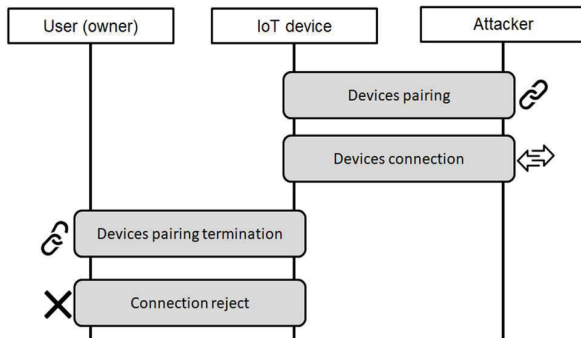 User (owner)
IoT device
Attacker
Devices pairing
Devices connection
Devices pairing termination
Connection reject